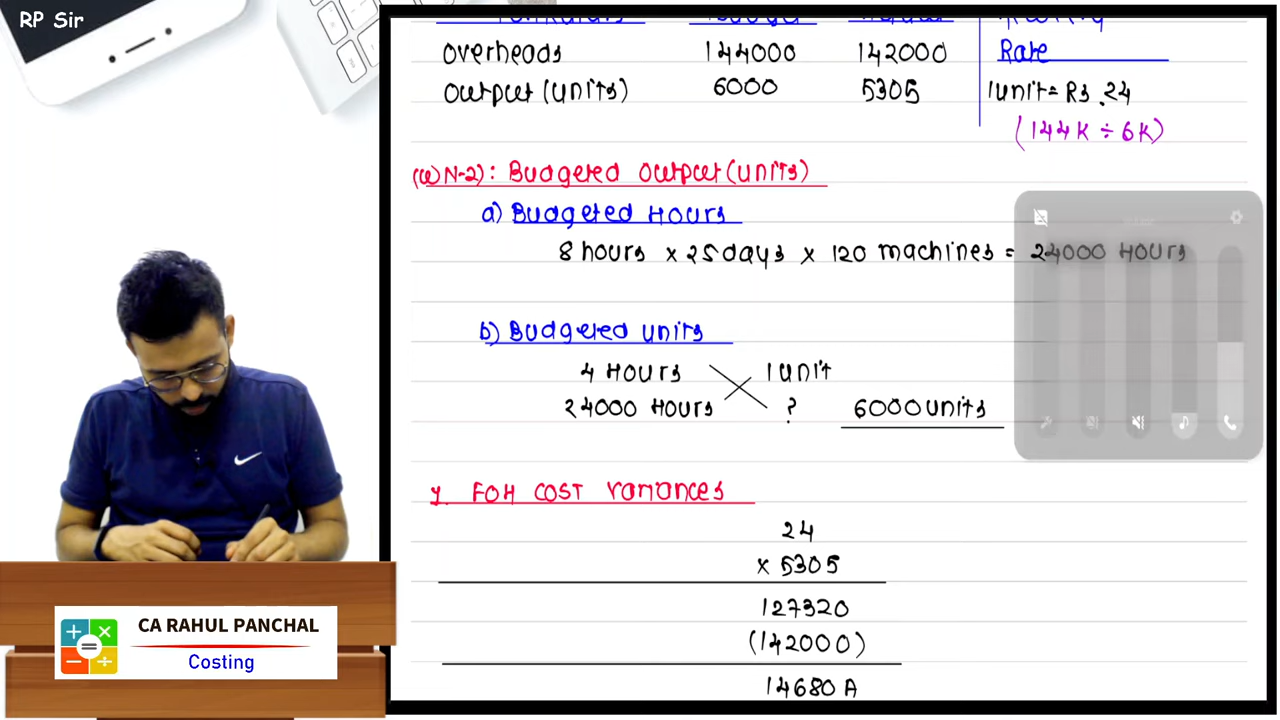 RP Sir
Rate
overheads 144000 142000
output (units) 6000 5305
1unit = Rs .24
(144K ÷ 6K)
(W N-2) : Budgeted output (units)
a) Budgeted Hours
8 hours x 25 days x 120 machines = 24000 Hours
b) Budgeted units
4 Hours 1 unit
24000 Hours ? 6000 units
1. FOH COST variances
24
x 5305
127320
(142000)
14680 A
CA RAHUL PANCHAL
Costing